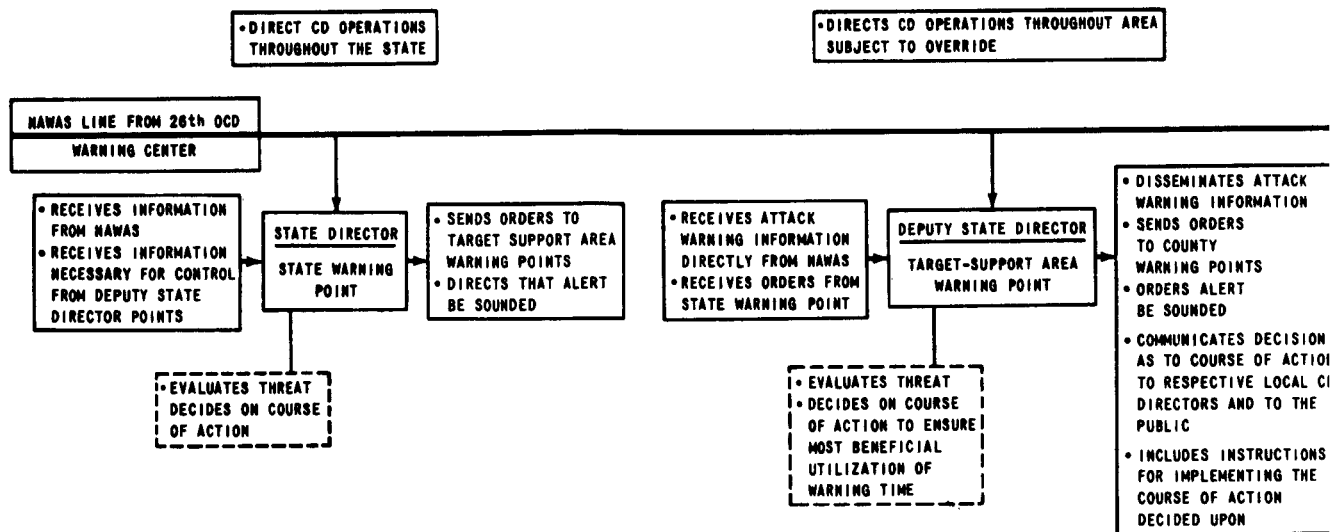 • DIRECT CD OPERATIONS
THROUGHOUT THE STATE
• DIRECTS CD OPERATIONS THROUGHOUT AREA
SUBJECT TO OVERRIDE
NAWAS LINE FROM 26th OCD
WARNING CENTER
• RECEIVES INFORMATION
FROM NAWAS
• RECEIVES INFORMATION
NECESSARY FOR CONTROL
FROM DEPUTY STATE
DIRECTOR POINTS
STATE DIRECTOR
STATE WARNING
POINT
• SENDS ORDERS TO
TARGET SUPPORT AREA
WARNING POINTS
• DIRECTS THAT ALERT
BE SOUNDED
• EVALUATES THREAT
DECIDES ON COURSE
OF ACTION
• RECEIVES ATTACK
WARNING INFORMATION
DIRECTLY FROM NAWAS
• RECEIVES ORDERS FROM
STATE WARNING POINT
DEPUTY STATE DIRECTOR
TARGET-SUPPORT AREA
WARNING POINT
• EVALUATES THREAT
• DECIDES ON COURSE
OF ACTION TO ENSURE
MOST BENEFICIAL
UTILIZATION OF
WARNING TIME
• DISSEMINATES ATTACK
WARNING INFORMATION
• SENDS ORDERS
TO COUNTY
WARNING POINTS
• ORDERS ALERT
BE SOUNDED
• COMMUNICATES DECISION
AS TO COURSE OF ACTION
TO RESPECTIVE LOCAL
DIRECTORS AND TO THE
PUBLIC
• INCLUDES INSTRUCTIONS
FOR IMPLEMENTING THE
COURSE OF ACTION
DECIDED UPON